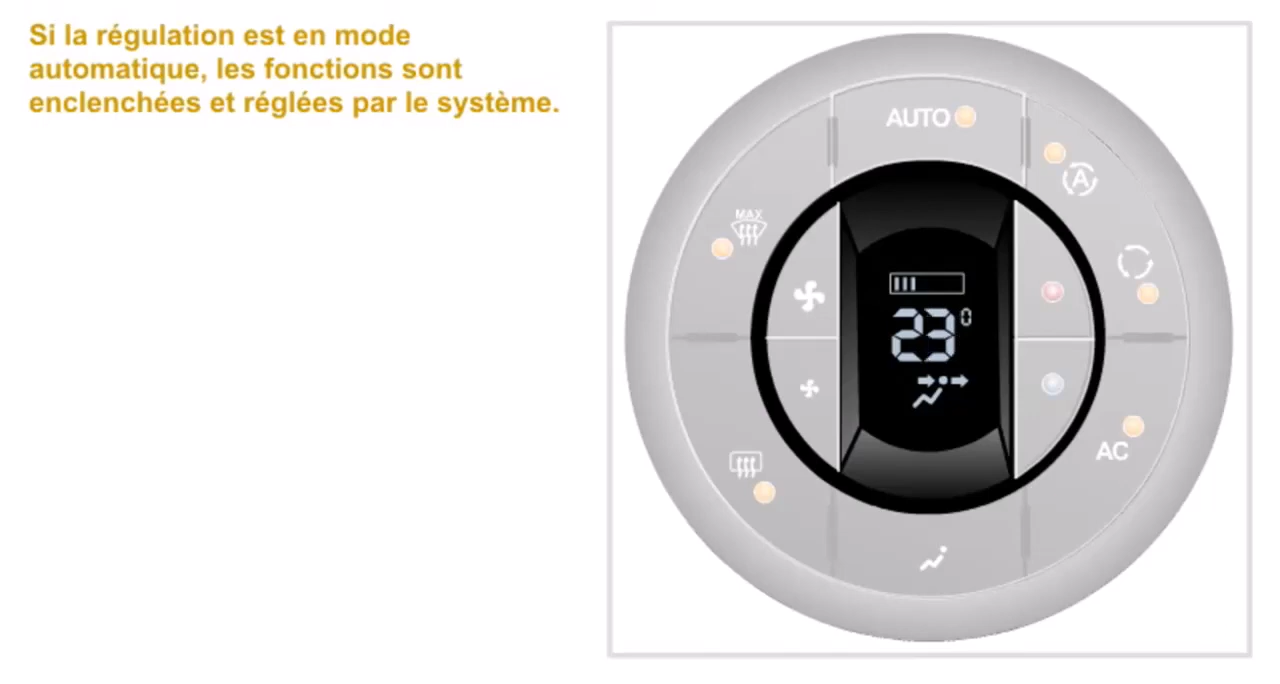 Si la régulation est en mode
automatique, les fonctions sont
enclenchées et réglées par le système.
AUTO
A
MAX
23°
AC